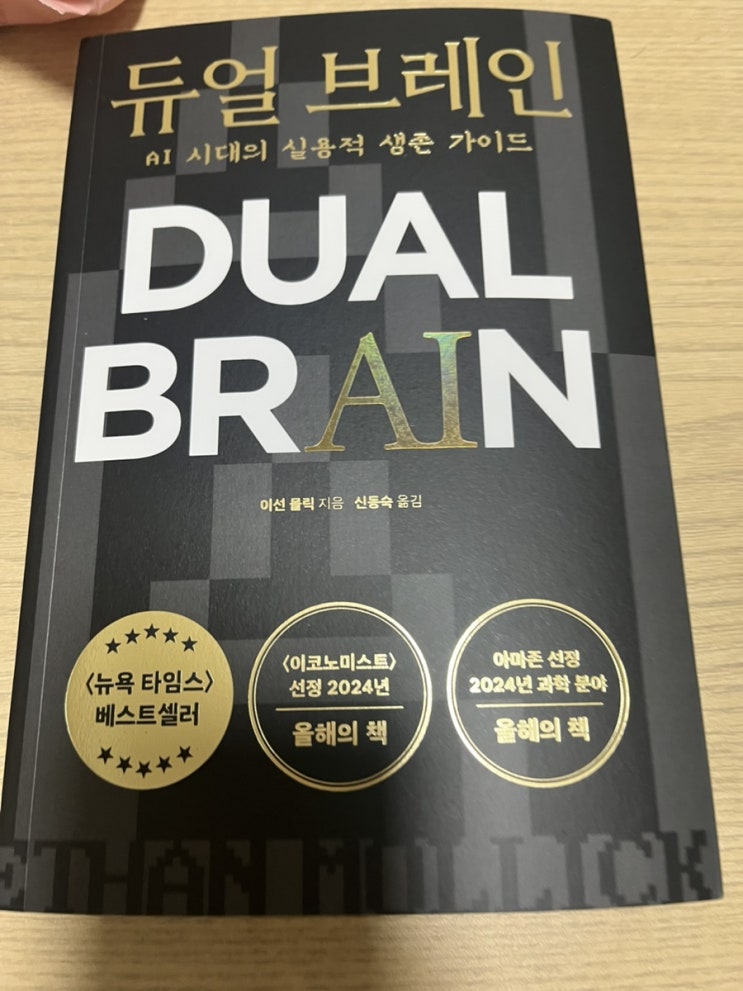 듀얼 브레인
AI 시대의 실용적 생존 가이드
DUAL
BRAIN
이선 몰릭 지음 신동숙 옮김
〈뉴욕 타임스〉
베스트셀러
〈이코노미스트〉
선정 2024년
올해의 책
아마존 선정
2024년 과학 분야
올해의 책
ETHAN MOLLICK